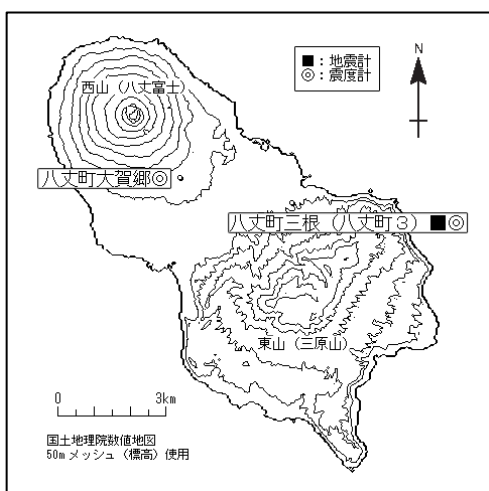 ■：地震計
◎：震度計
N
西山（八丈富士）
八丈町大賀郷◎
八丈町三根（八丈町３）■◎
東山（三原山）
0 3km
国土地理院数値地図
50mメッシュ（標高）使用